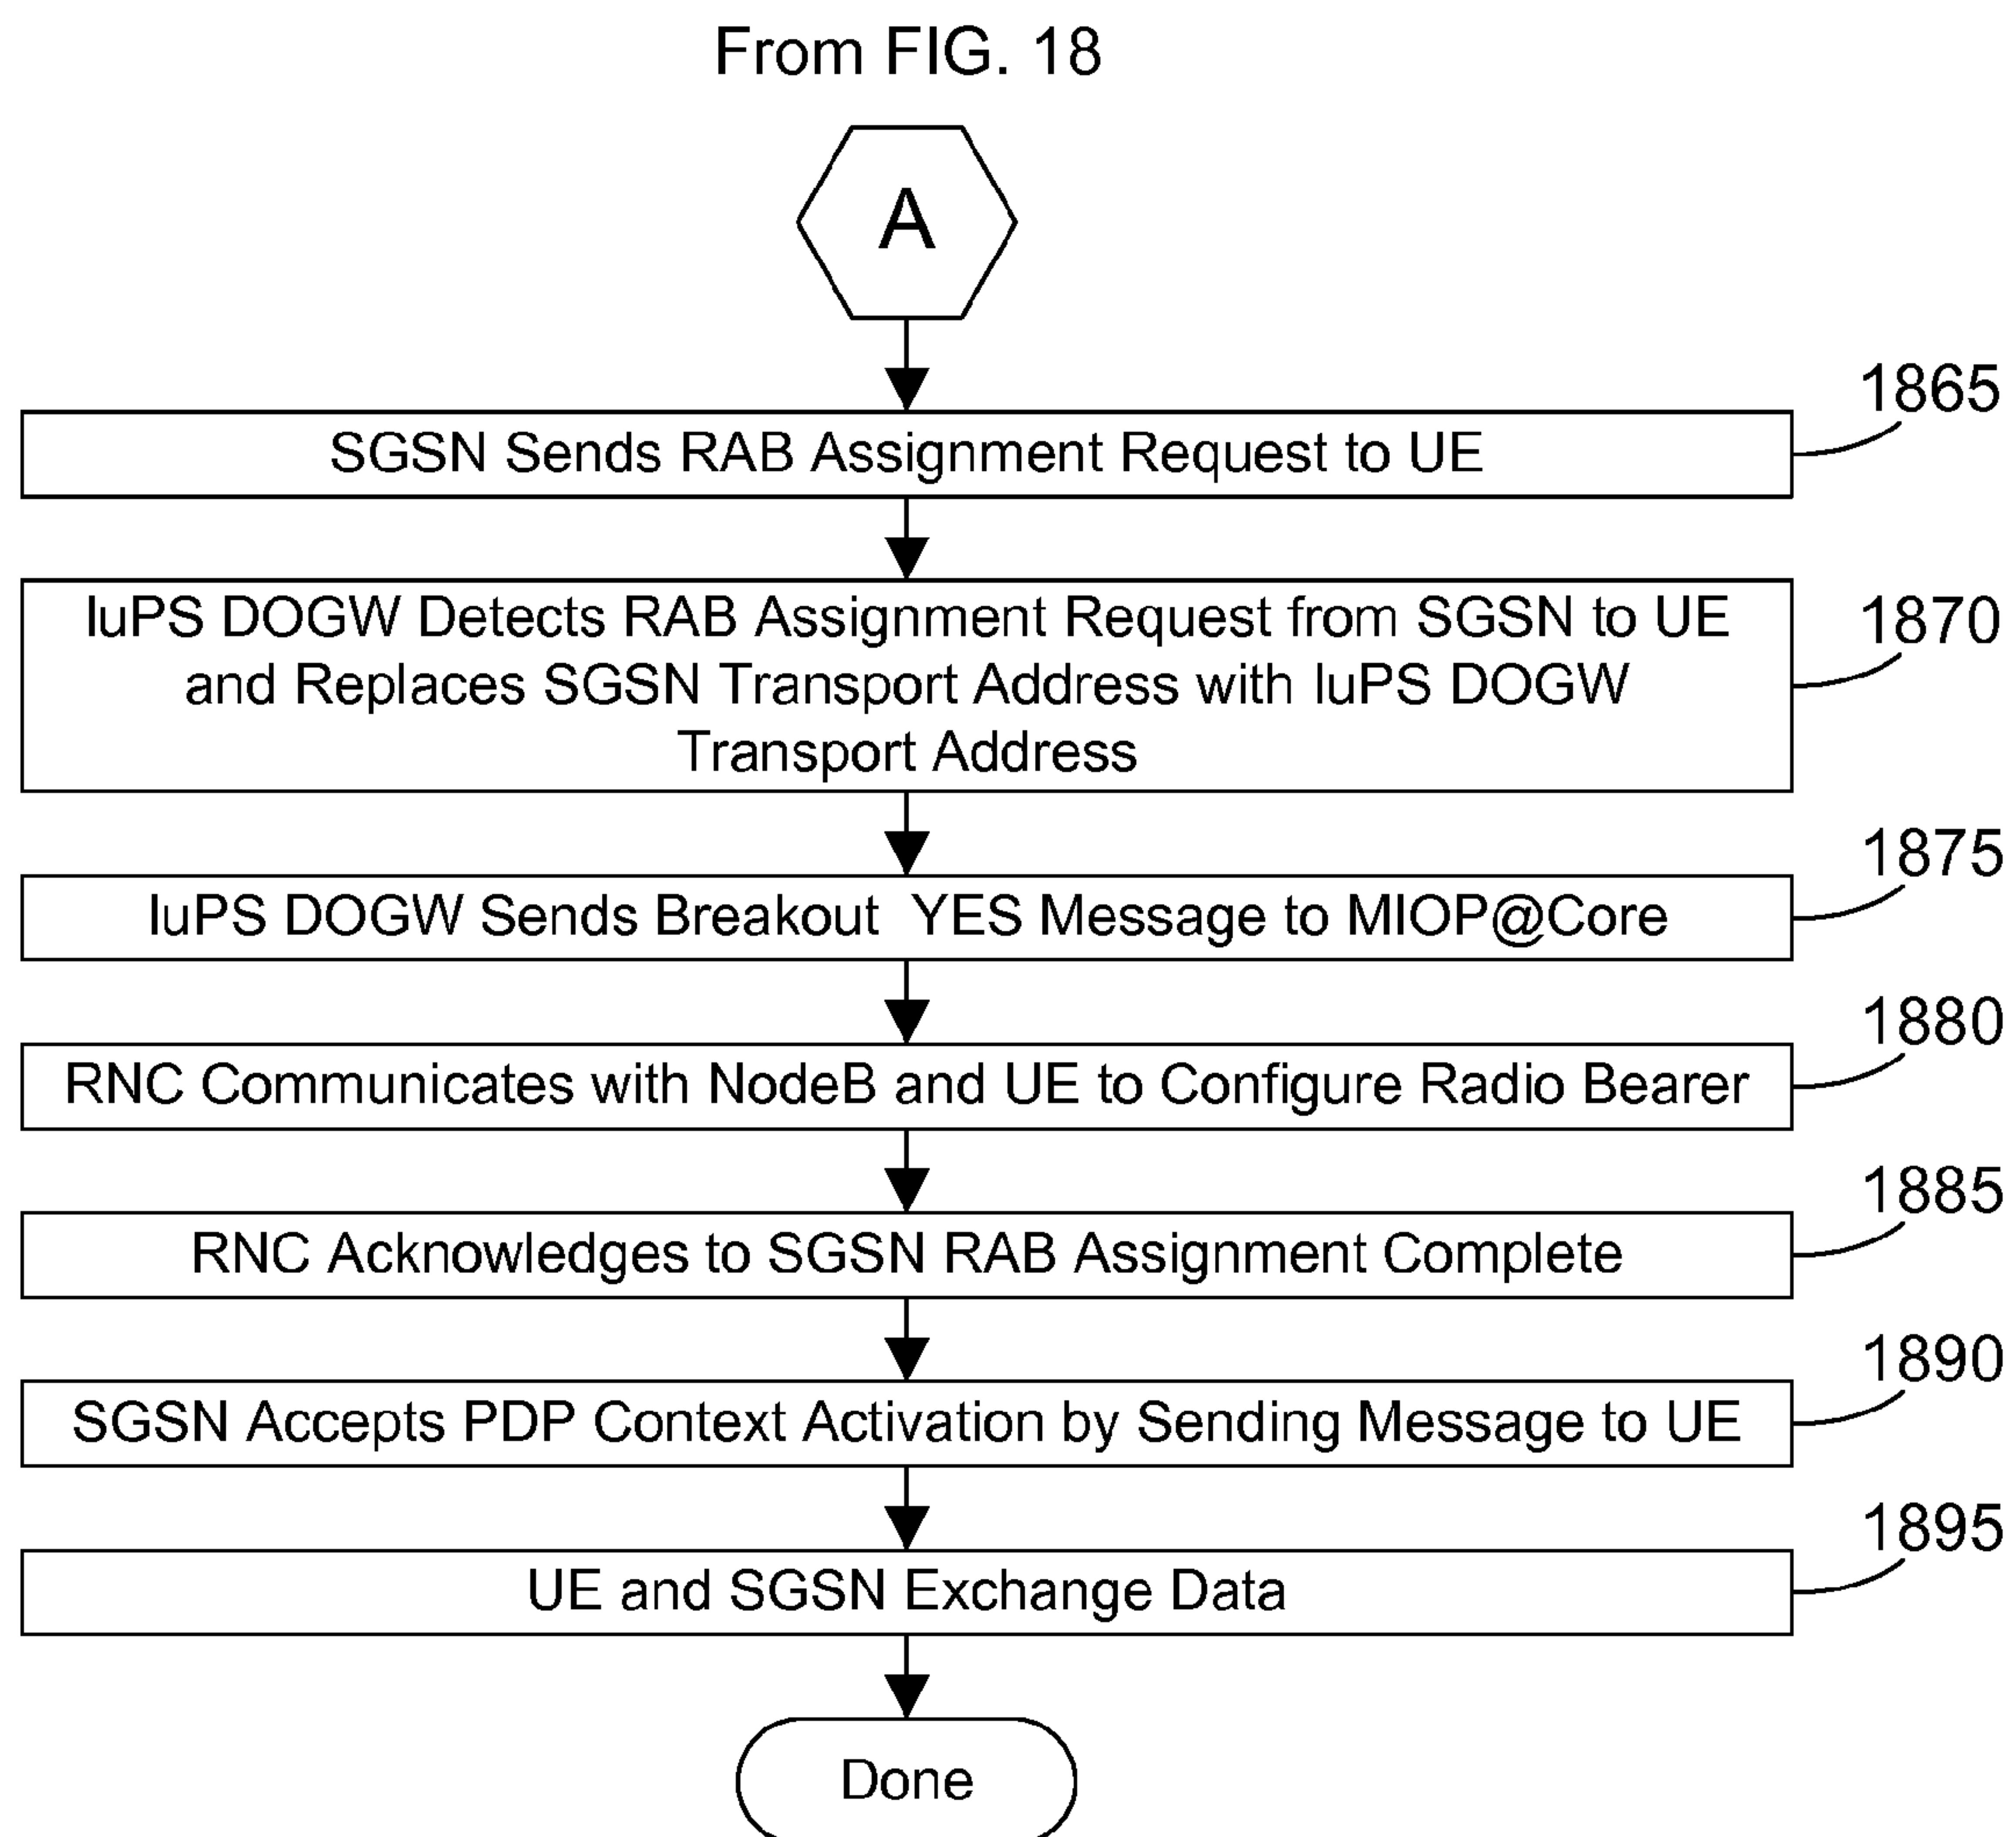 From FIG. 18
A
1865
SGSN Sends RAB Assignment Request to UE
1870
IuPS DOGW Detects RAB Assignment Request from SGSN to UE
and Replaces SGSN Transport Address with IuPS DOGW
Transport Address
1875
IuPS DOGW Sends Breakout YES Message to MIOP@Core
1880
RNC Communicates with NodeB and UE to Configure Radio Bearer
1885
RNC Acknowledges to SGSN RAB Assignment Complete
1890
SGSN Accepts PDP Context Activation by Sending Message to UE
1895
UE and SGSN Exchange Data
Done